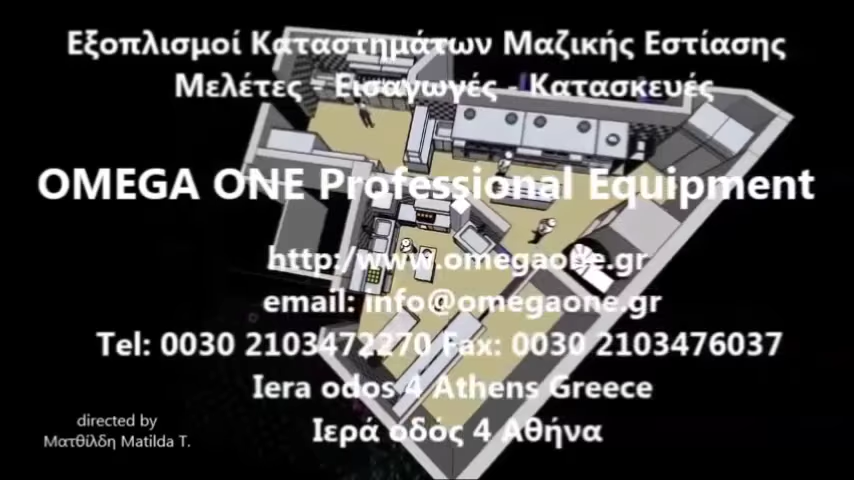 Εξοπλισμοί Καταστημάτων Μαζικής Εστίασης
Μελέτες - Εισαγωγές - Κατασκευές
OMEGA ONE Professional Equipment
http:/www.omegaone.gr
email: info@omegaone.gr
Tel: 0030 2103472270 Fax: 0030 2103476037
Iera odos 4 Athens Greece
Ιερά οδός 4 Αθήνα
directed by
Ματθίλδη Matilda T.